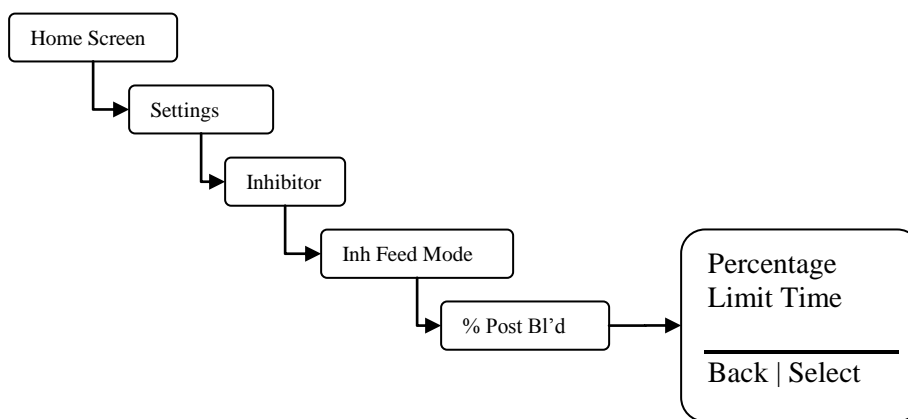 Home Screen
Settings
Inhibitor
Inh Feed Mode
% Post Bl’d
Percentage
Limit Time
Back | Select